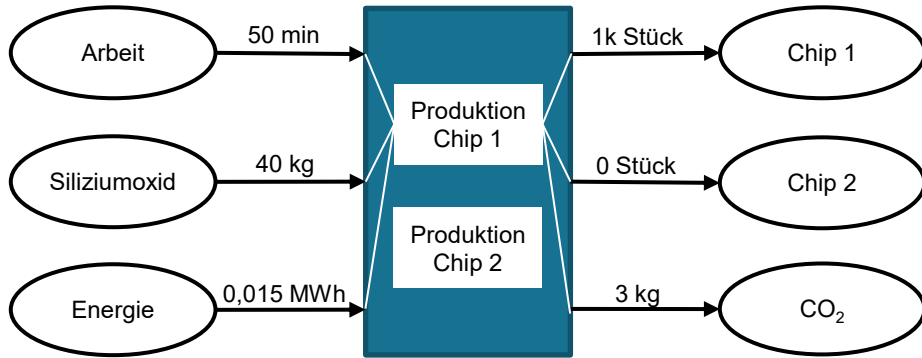 Arbeit
50 min
1k Stück
Chip 1
Produktion
Chip 1
Siliziumoxid
40 kg
0 Stück
Chip 2
Produktion
Chip 2
Energie
0,015 MWh
3 kg
CO₂